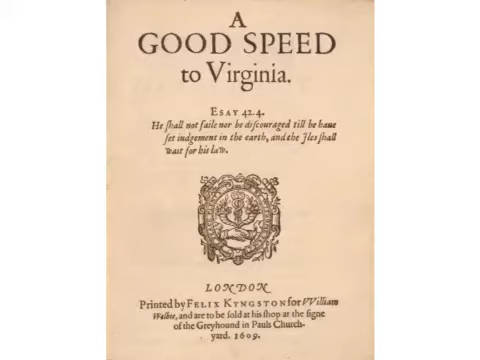 A
GOOD SPEED
to Virginia.
ESAY 42.4.
He shall not faile nor be discouraged till he haue
set iudgement in the earth, and the Iles shall
wait for his law.
LONDON
Printed by FELIX KYNGSTON for VVilliam
Welbie, and are to be sold at his shop at the signe
of the Greyhound in Pauls Church-
yard. 1609.